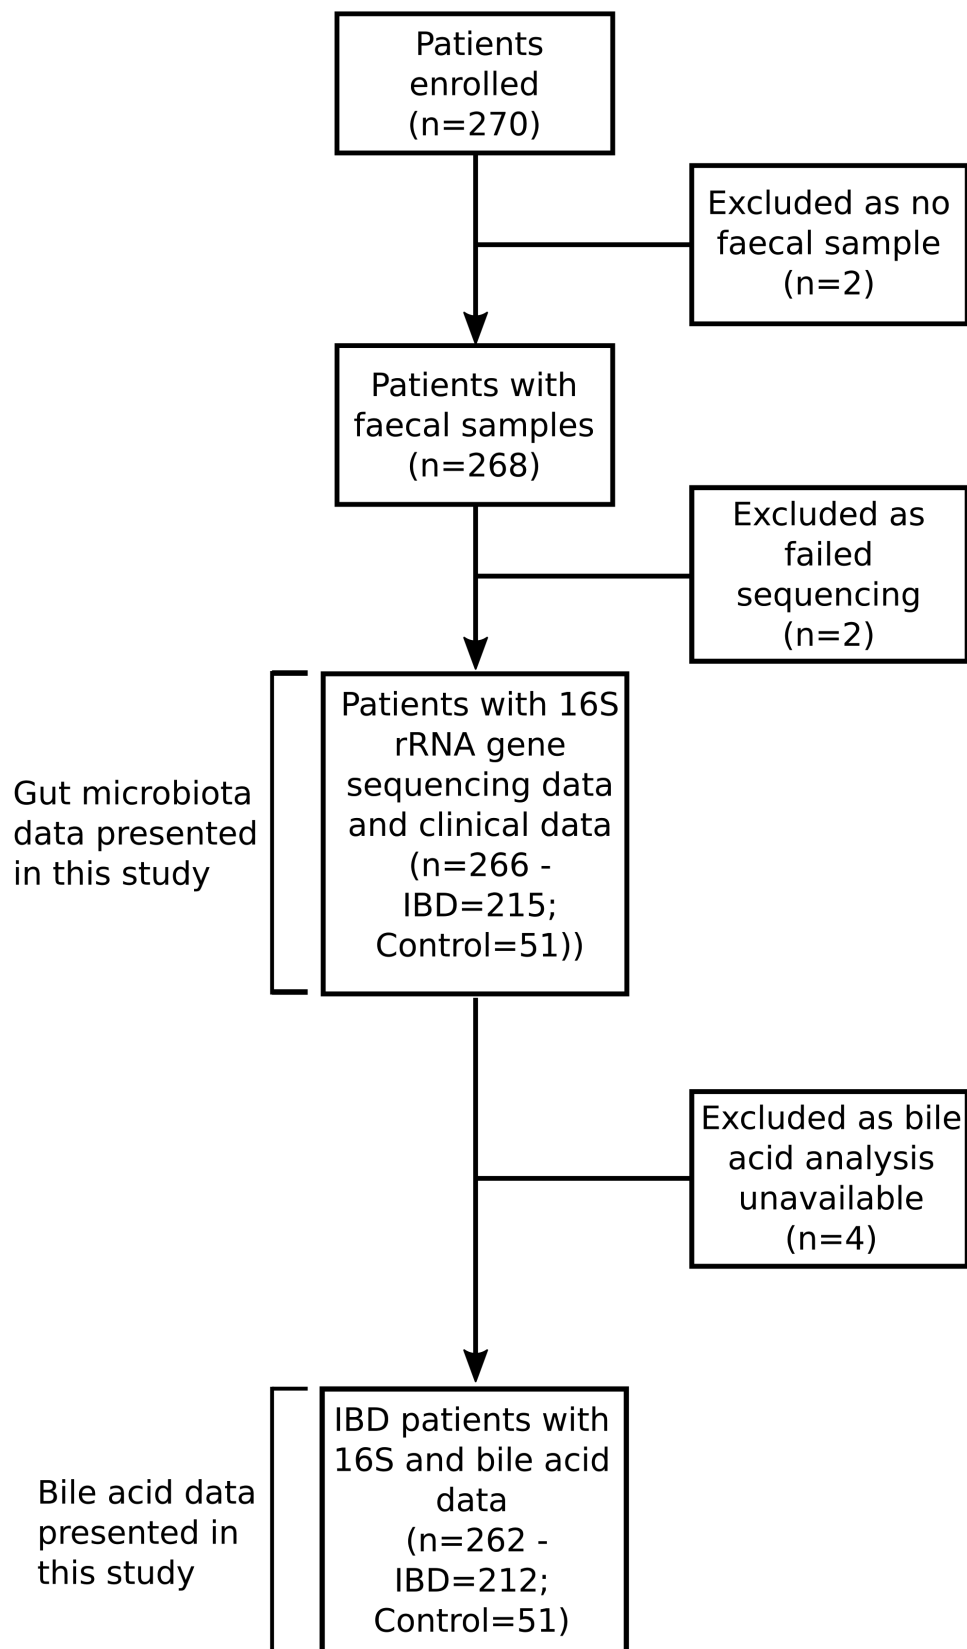 Patients
enrolled
(n=270)
Excluded as no
faecal sample
(n=2)
Patients with
faecal samples
(n=268)
Excluded as
failed
sequencing
(n=2)
Patients with 16S
rRNA gene
sequencing data
and clinical data
(n=266 -
IBD=215;
Control=51))
Gut microbiota
data presented
in this study
Excluded as bile
acid analysis
unavailable
(n=4)
IBD patients with
16S and bile acid
data
(n=262 -
IBD=212;
Control=51)
Bile acid data
presented in
this study